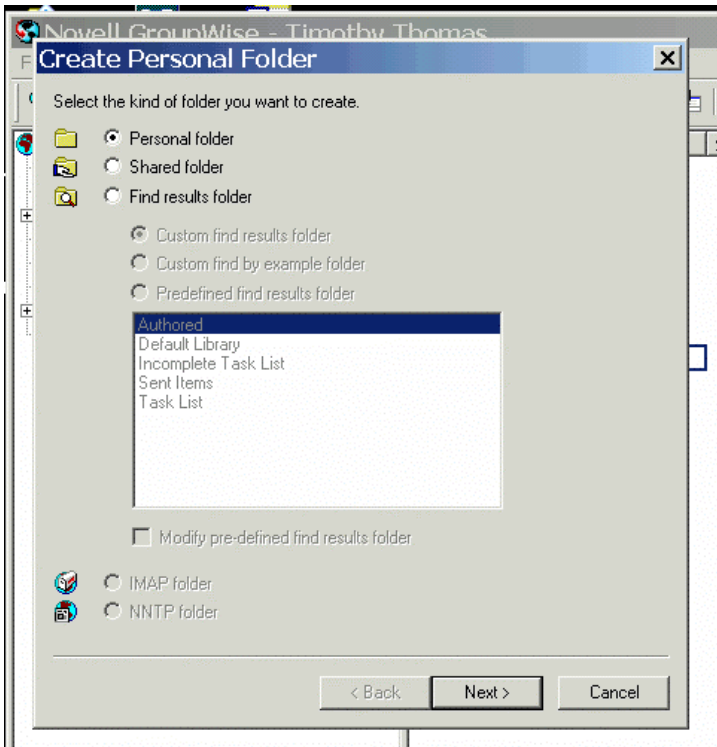 Novell GroupWise - Timothy Thomas
F
Create Personal Folder
Select the kind of folder you want to create.
Personal folder
Shared folder
Find results folder
Custom find results folder
Custom find by example folder
Predefined find results folder
Authored
Default Library
Incomplete Task List
Sent Items
Task List
Modify pre-defined find results folder
IMAP folder
NNTP folder
< Back
Next >
Cancel